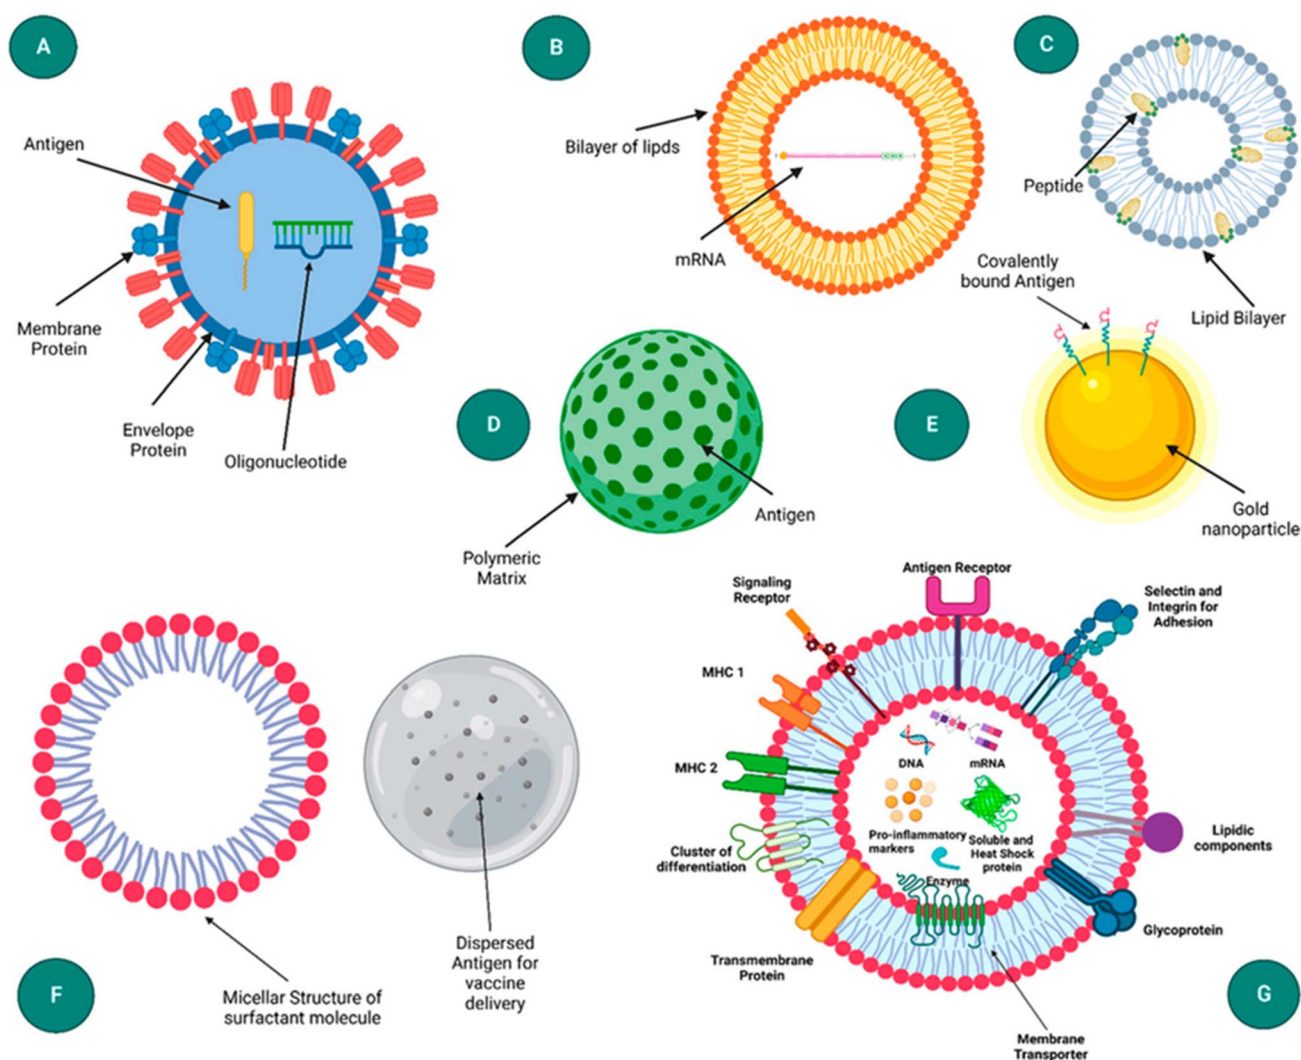 A
Antigen
Membrane
Protein
Envelope
Protein
Oligonucleotide
B
Bilayer of lipds
mRNA
C
Peptide
Lipid Bilayer
D
Antigen
Polymeric
Matrix
E
Covalently
bound Antigen
Gold
nanoparticle
F
Micellar Structure of
surfactant molecule
Dispersed
Antigen for
vaccine
delivery
G
Signaling
Receptor
Antigen Receptor
Selectin and
Integrin for
Adhesion
MHC 1
MHC 2
Cluster of
differentiation
Transmembrane
Protein
DNA
mRNA
Pro-inflammatory
markers
Soluble and
Heat Shock
protein
Enzyme
Lipidic
components
Glycoprotein
Membrane
Transporter